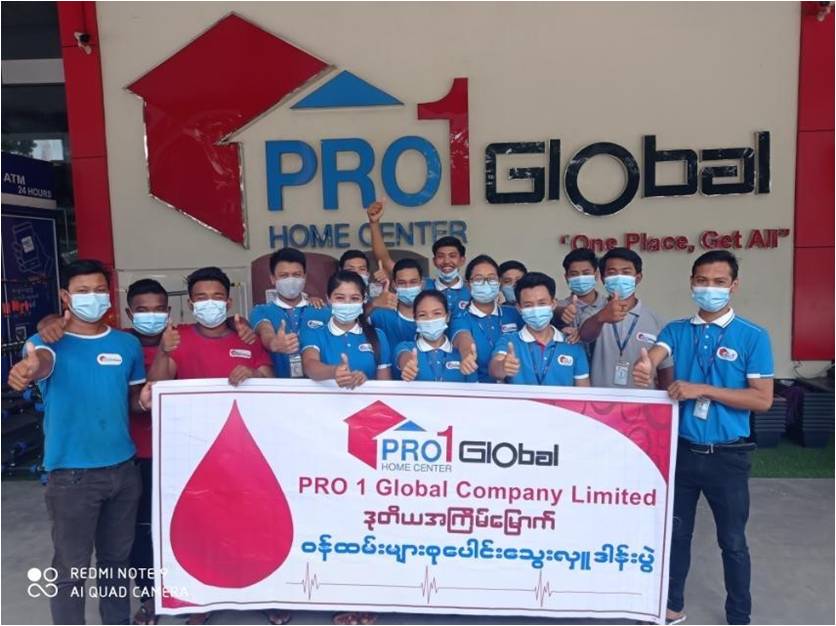 PRO 1 Global
HOME CENTER
"One Place, Get All"
ATM
24 HOURS
PRO 1 Global
HOME CENTER
PRO 1 Global Company Limited
ဒုတိယအကြိမ်မြောက်
ဝန်ထမ်းများစုပေါင်းသွေးလှူဒါန်းပွဲ
REDMI NOTE 9
AI QUAD CAMERA